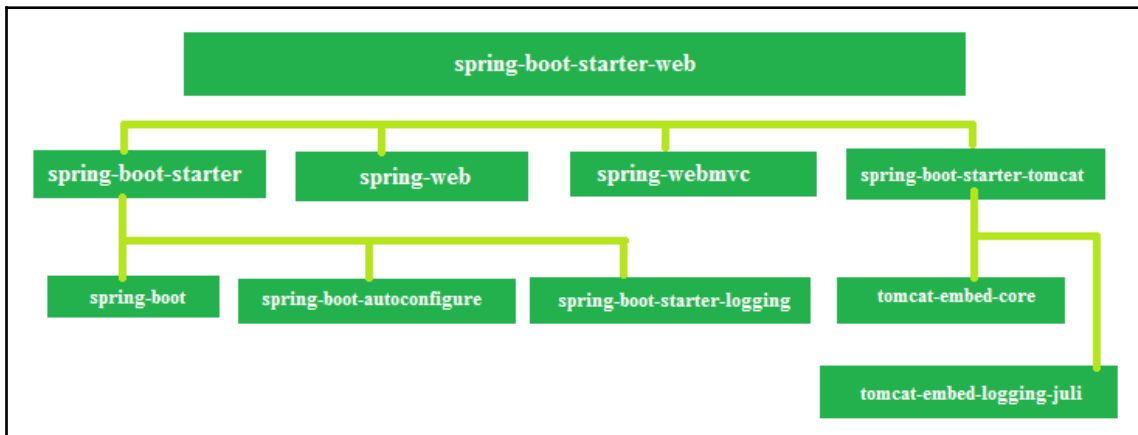 spring-boot-starter-web
spring-boot-starter
spring-web
spring-webmvc
spring-boot-starter-tomcat
spring-boot
spring-boot-autoconfigure
spring-boot-starter-logging
tomcat-embed-core
tomcat-embed-logging-juli